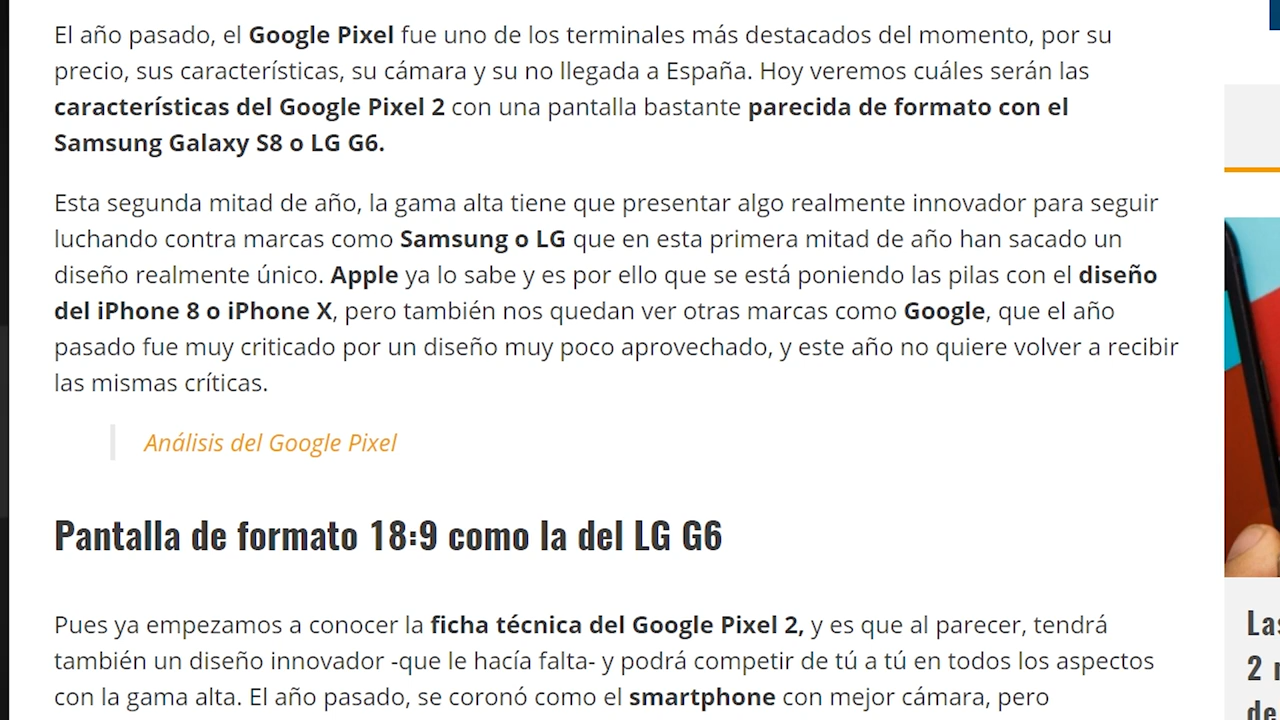 El año pasado, el Google Pixel fue uno de los terminales más destacados del momento, por su
precio, sus características, su cámara y su no llegada a España. Hoy veremos cuáles serán las
características del Google Pixel 2 con una pantalla bastante parecida de formato con el
Samsung Galaxy S8 o LG G6.
Esta segunda mitad de año, la gama alta tiene que presentar algo realmente innovador para seguir
luchando contra marcas como Samsung o LG que en esta primera mitad de año han sacado un
diseño realmente único. Apple ya lo sabe y es por ello que se está poniendo las pilas con el diseño
del iPhone 8 o iPhone X, pero también nos quedan ver otras marcas como Google, que el año
pasado fue muy criticado por un diseño muy poco aprovechado, y este año no quiere volver a recibir
las mismas críticas.
Análisis del Google Pixel
Pantalla de formato 18:9 como la del LG G6
Pues ya empezamos a conocer la ficha técnica del Google Pixel 2, y es que al parecer, tendrá
también un diseño innovador -que le hacía falta- y podrá competir de tú a tú en todos los aspectos
con la gama alta. El año pasado, se coronó como el smartphone con mejor cámara, pero
2
de